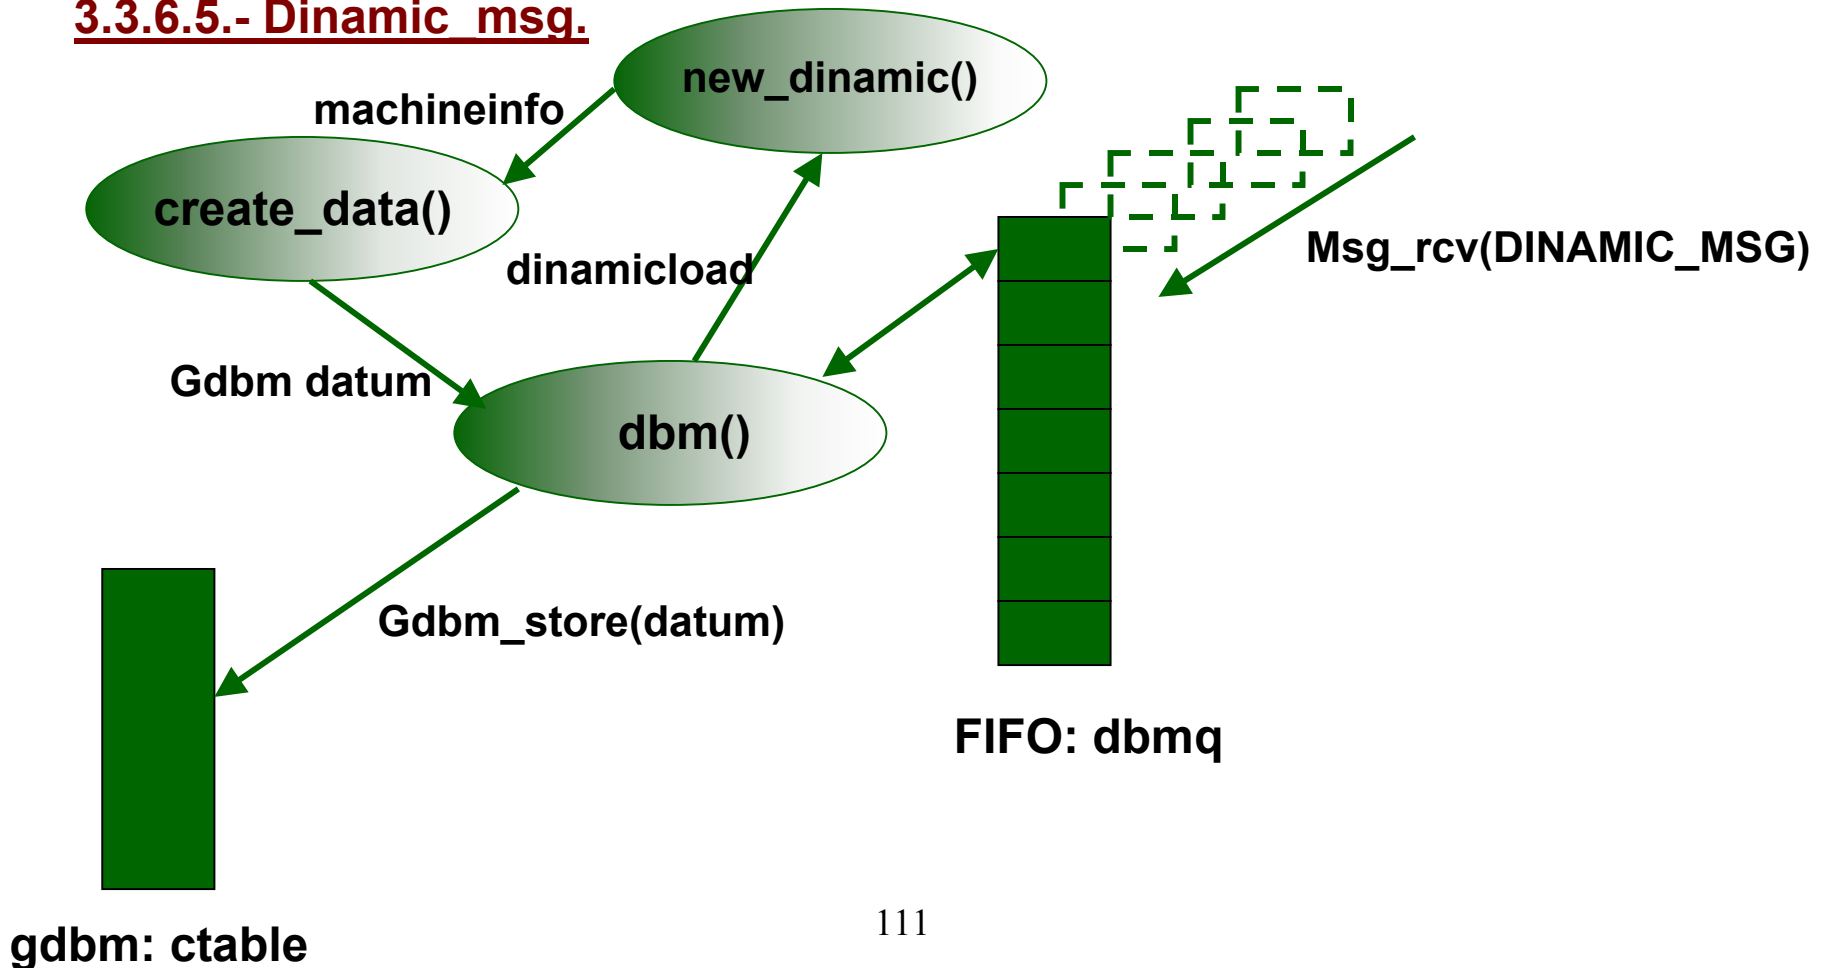 3.3.6.5.- Dinamic_msg.
new_dinamic()
machineinfo
create_data()
Msg_rcv(DINAMIC_MSG)
dinamicload
Gdbm datum
dbm()
Gdbm_store(datum)
FIFO: dbmq
111
gdbm: ctable